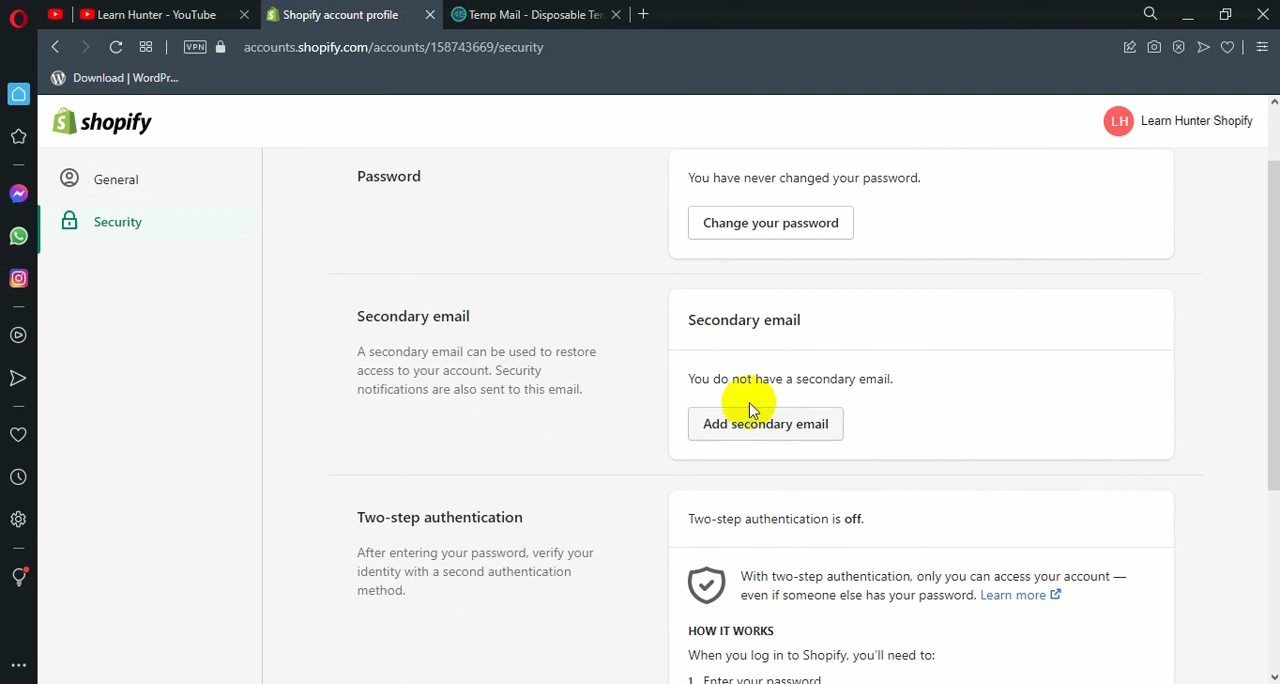 Learn Hunter - YouTube
Shopify account profile
Temp Mail - Disposable Te
VPN
accounts.shopify.com/accounts/158743669/security
Download | WordPr...
shopify
LH
Learn Hunter Shopify
General
Security
Password
You have never changed your password.
Change your password
Secondary email
A secondary email can be used to restore
access to your account. Security
notifications are also sent to this email.
Secondary email
You do not have a secondary email.
Add secondary email
Two-step authentication
After entering your password, verify your
identity with a second authentication
method.
Two-step authentication is off.
With two-step authentication, only you can access your account —
even if someone else has your password. Learn more
HOW IT WORKS
When you log in to Shopify, you'll need to:
1. Enter your password